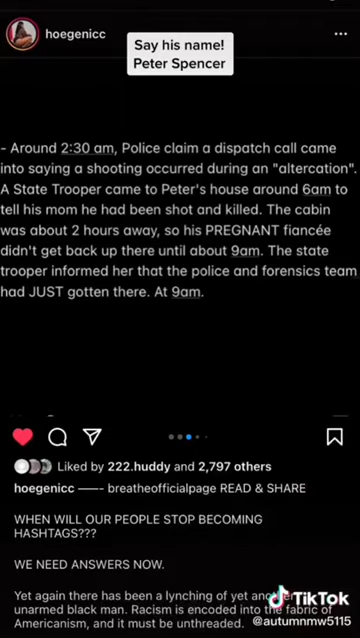 hoegenicc
Say his name!
Peter Spencer
- Around 2:30 am, Police claim a dispatch call came
into saying a shooting occurred during an "altercation".
A State Trooper came to Peter's house around 6am to
tell his mom he had been shot and killed. The cabin
was about 2 hours away, so his PREGNANT fiancée
didn't get back up there until about 9am. The state
trooper informed her that the police and forensics team
had JUST gotten there. At 9am.
Liked by 222.huddy and 2,797 others
hoegenicc —–- breatheofficialpage READ & SHARE
WHEN WILL OUR PEOPLE STOP BECOMING
HASHTAGS???
WE NEED ANSWERS NOW.
Yet again there has been a lynching of yet another
unarmed black man. Racism is encoded into the fabric of
Americanism, and it must be unthreaded.
TikTok
@autumnmw5115